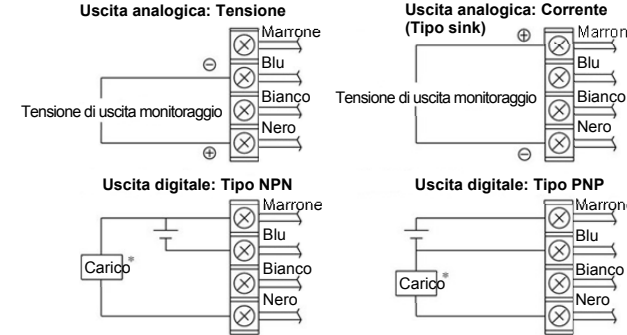 Uscita analogica: Tensione
Marrone
Blu
Tensione di uscita monitoraggio
Bianco
Nero
Uscita analogica: Corrente
(Tipo sink)
Marron
Blu
Tensione di uscita monitoraggio
Bianco
Nero
Uscita digitale: Tipo NPN
Marrone
Blu
Carico*
Bianco
Nero
Uscita digitale: Tipo PNP
Marron
Blu
Carico*
Bianco
Nero